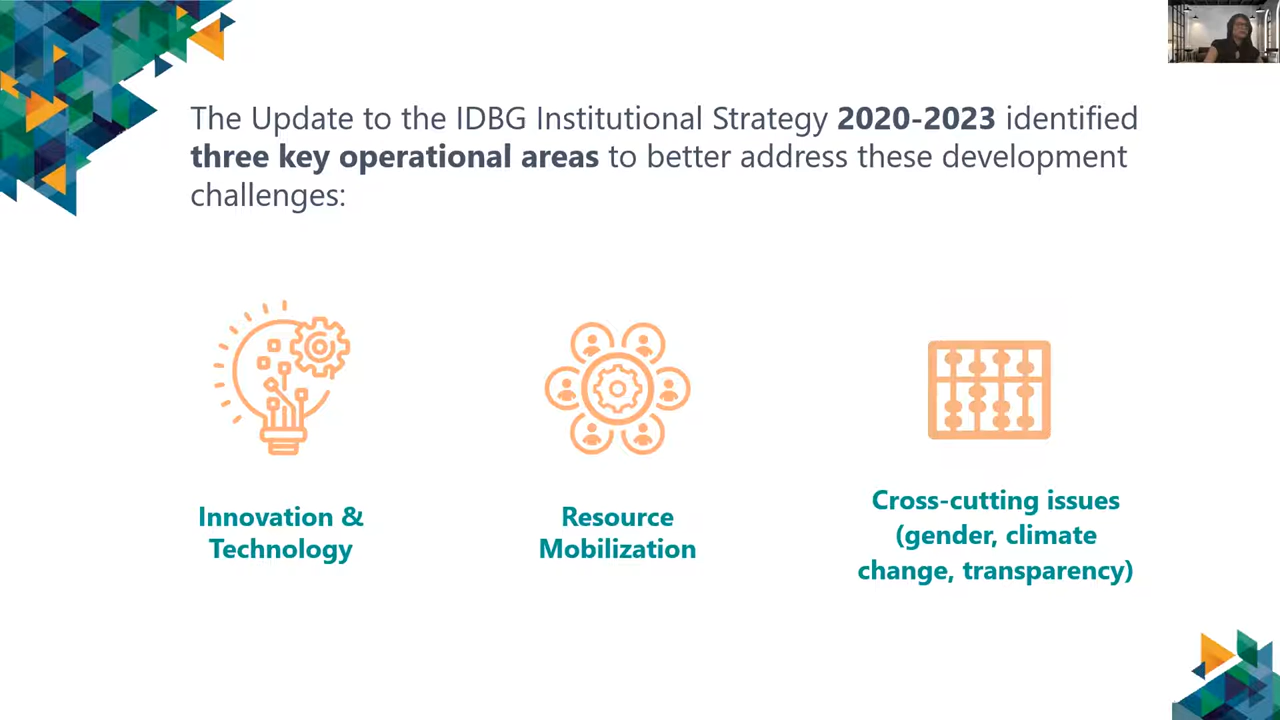 The Update to the IDBG Institutional Strategy 2020-2023 identified
three key operational areas to better address these development
challenges:
Innovation &
Technology
Resource
Mobilization
Cross-cutting issues
(gender, climate
change, transparency)